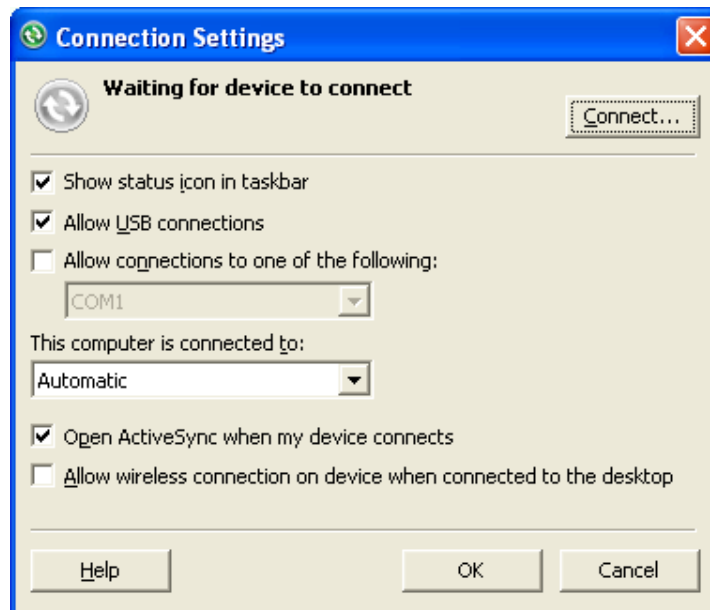 Connection Settings
Waiting for device to connect
Connect...
Show status icon in taskbar
Allow USB connections
Allow connections to one of the following:
COM1
This computer is connected to:
Automatic
Open ActiveSync when my device connects
Allow wireless connection on device when connected to the desktop
Help OK Cancel